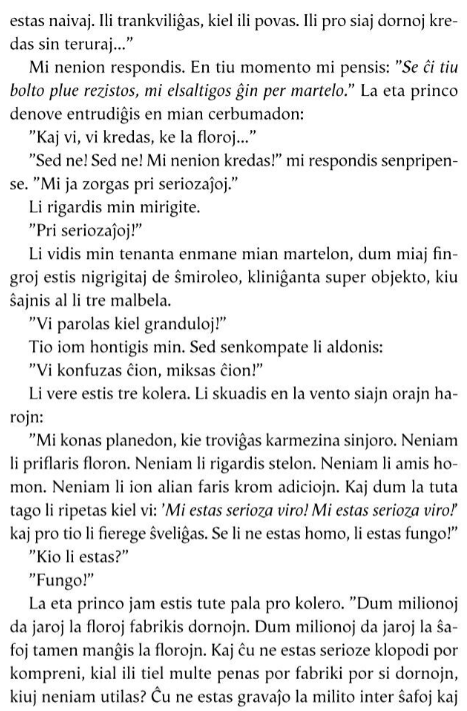 estas naivaj. Ili trankviliĝas, kiel ili povas. Ili pro siaj dornoj kre-
das sin teruraj...”
Mi nenion respondis. En tiu momento mi pensis: ”Se ĉi tiu
bolto plue rezistos, mi elsaltigos ĝin per martelo.” La eta princo
denove entrudiĝis en mian cerbumadon:
”Kaj vi, vi kredas, ke la floroj...”
”Sed ne! Sed ne! Mi nenion kredas!” mi respondis senpripen-
se. ”Mi ja zorgas pri seriozaĵoj.”
Li rigardis min mirigite.
”Pri seriozaĵoj!”
Li vidis min tenanta enmane mian martelon, dum miaj fin-
groj estis nigrigitaj de ŝmiroleo, kliniĝanta super objekto, kiu
ŝajnis al li tre malbela.
”Vi parolas kiel granduloj!”
Tio iom hontigis min. Sed senkompate li aldonis:
”Vi konfuzas ĉion, miksas ĉion!”
Li vere estis tre kolera. Li skuadis en la vento siajn orajn ha-
rojn:
”Mi konas planedon, kie troviĝas karmezina sinjoro. Neniam
li priflaris floron. Neniam li rigardis stelon. Neniam li amis ho-
mon. Neniam li ion alian faris krom adiciojn. Kaj dum la tuta
tago li ripetas kiel vi: ’Mi estas serioza viro! Mi estas serioza viro!’
kaj pro tio li fierege ŝveliĝas. Se li ne estas homo, li estas fungo!”
”Kio li estas?”
”Fungo!”
La eta princo jam estis tute pala pro kolero. ”Dum milionoj
da jaroj la floroj fabrikis dornojn. Dum milionoj da jaroj la ŝa-
foj tamen manĝis la florojn. Kaj ĉu ne estas serioze klopodi por
kompreni, kial ili tiel multe penas por fabriki por si dornojn,
kiuj neniam utilas? Ĉu ne estas gravaĵo la milito inter ŝafoj kaj